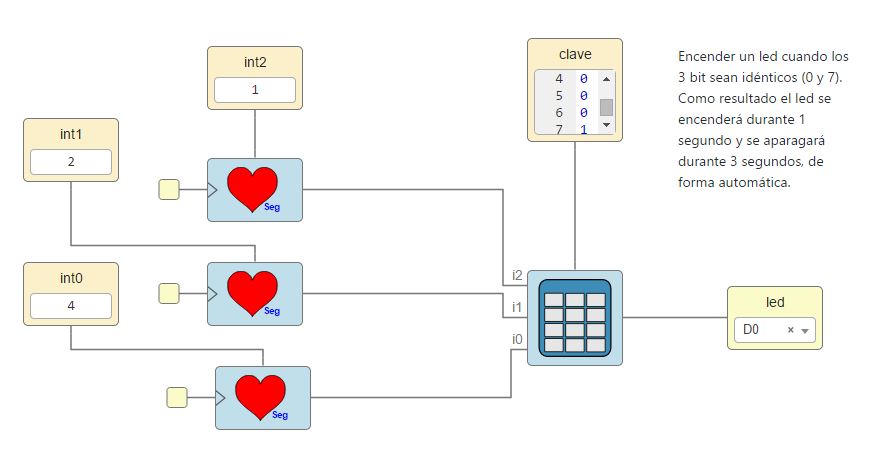 int2
1
clave
4 0
5 0
6 0
7 1
Encender un led cuando los
3 bit sean idénticos (0 y 7).
Como resultado el led se
encenderá durante 1
segundo y se aparagará
durante 3 segundos, de
forma automática.
int1
2
Seg
int0
4
Seg
i2
i1
i0
led
D0 ×
Seg